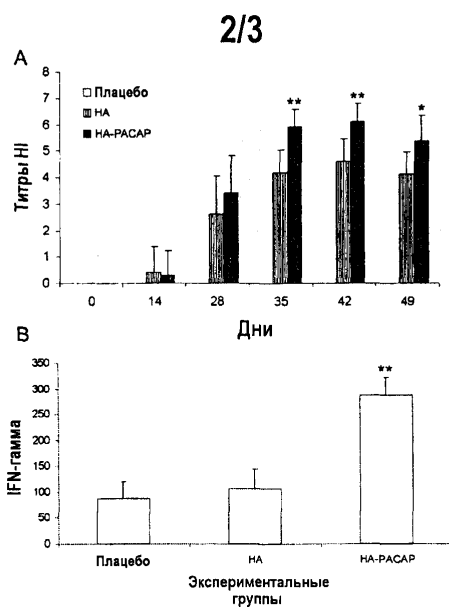 2/3
A
8
7
6
5
4
3
2
1
0
Титры HI
Плацебо
HA
HA-PACAP
**
**
*
0 14 28 35 42 49
Дни
B
350
300
250
200
150
100
50
0
IFN-гамма
**
Плацебо HA HA-PACAP
Экспериментальные
группы